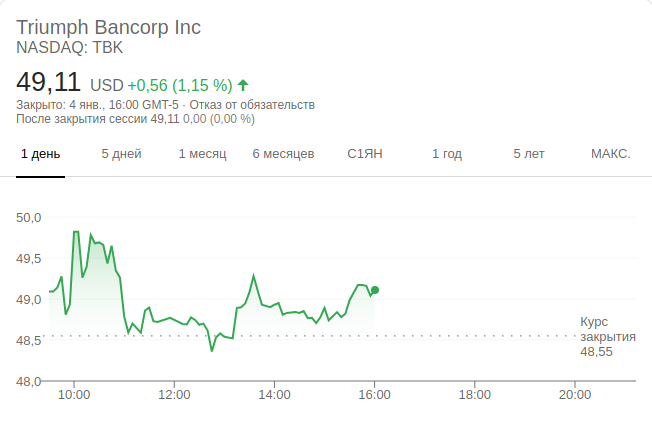 Triumph Bancorp Inc
NASDAQ: TBK
49,11 USD +0,56 (1,15 %)
Закрыто: 4 янв., 16:00 GMT-5 · Отказ от обязательств
После закрытия сессии 49,11 0,00 (0,00 %)
1 день 5 дней 1 месяц 6 месяцев С1ЯН 1 год 5 лет МАКС.
50,0
49,5
49,0
48,5
48,0
Курс
закрытия
48,55
10:00 12:00 14:00 16:00 18:00 20:00